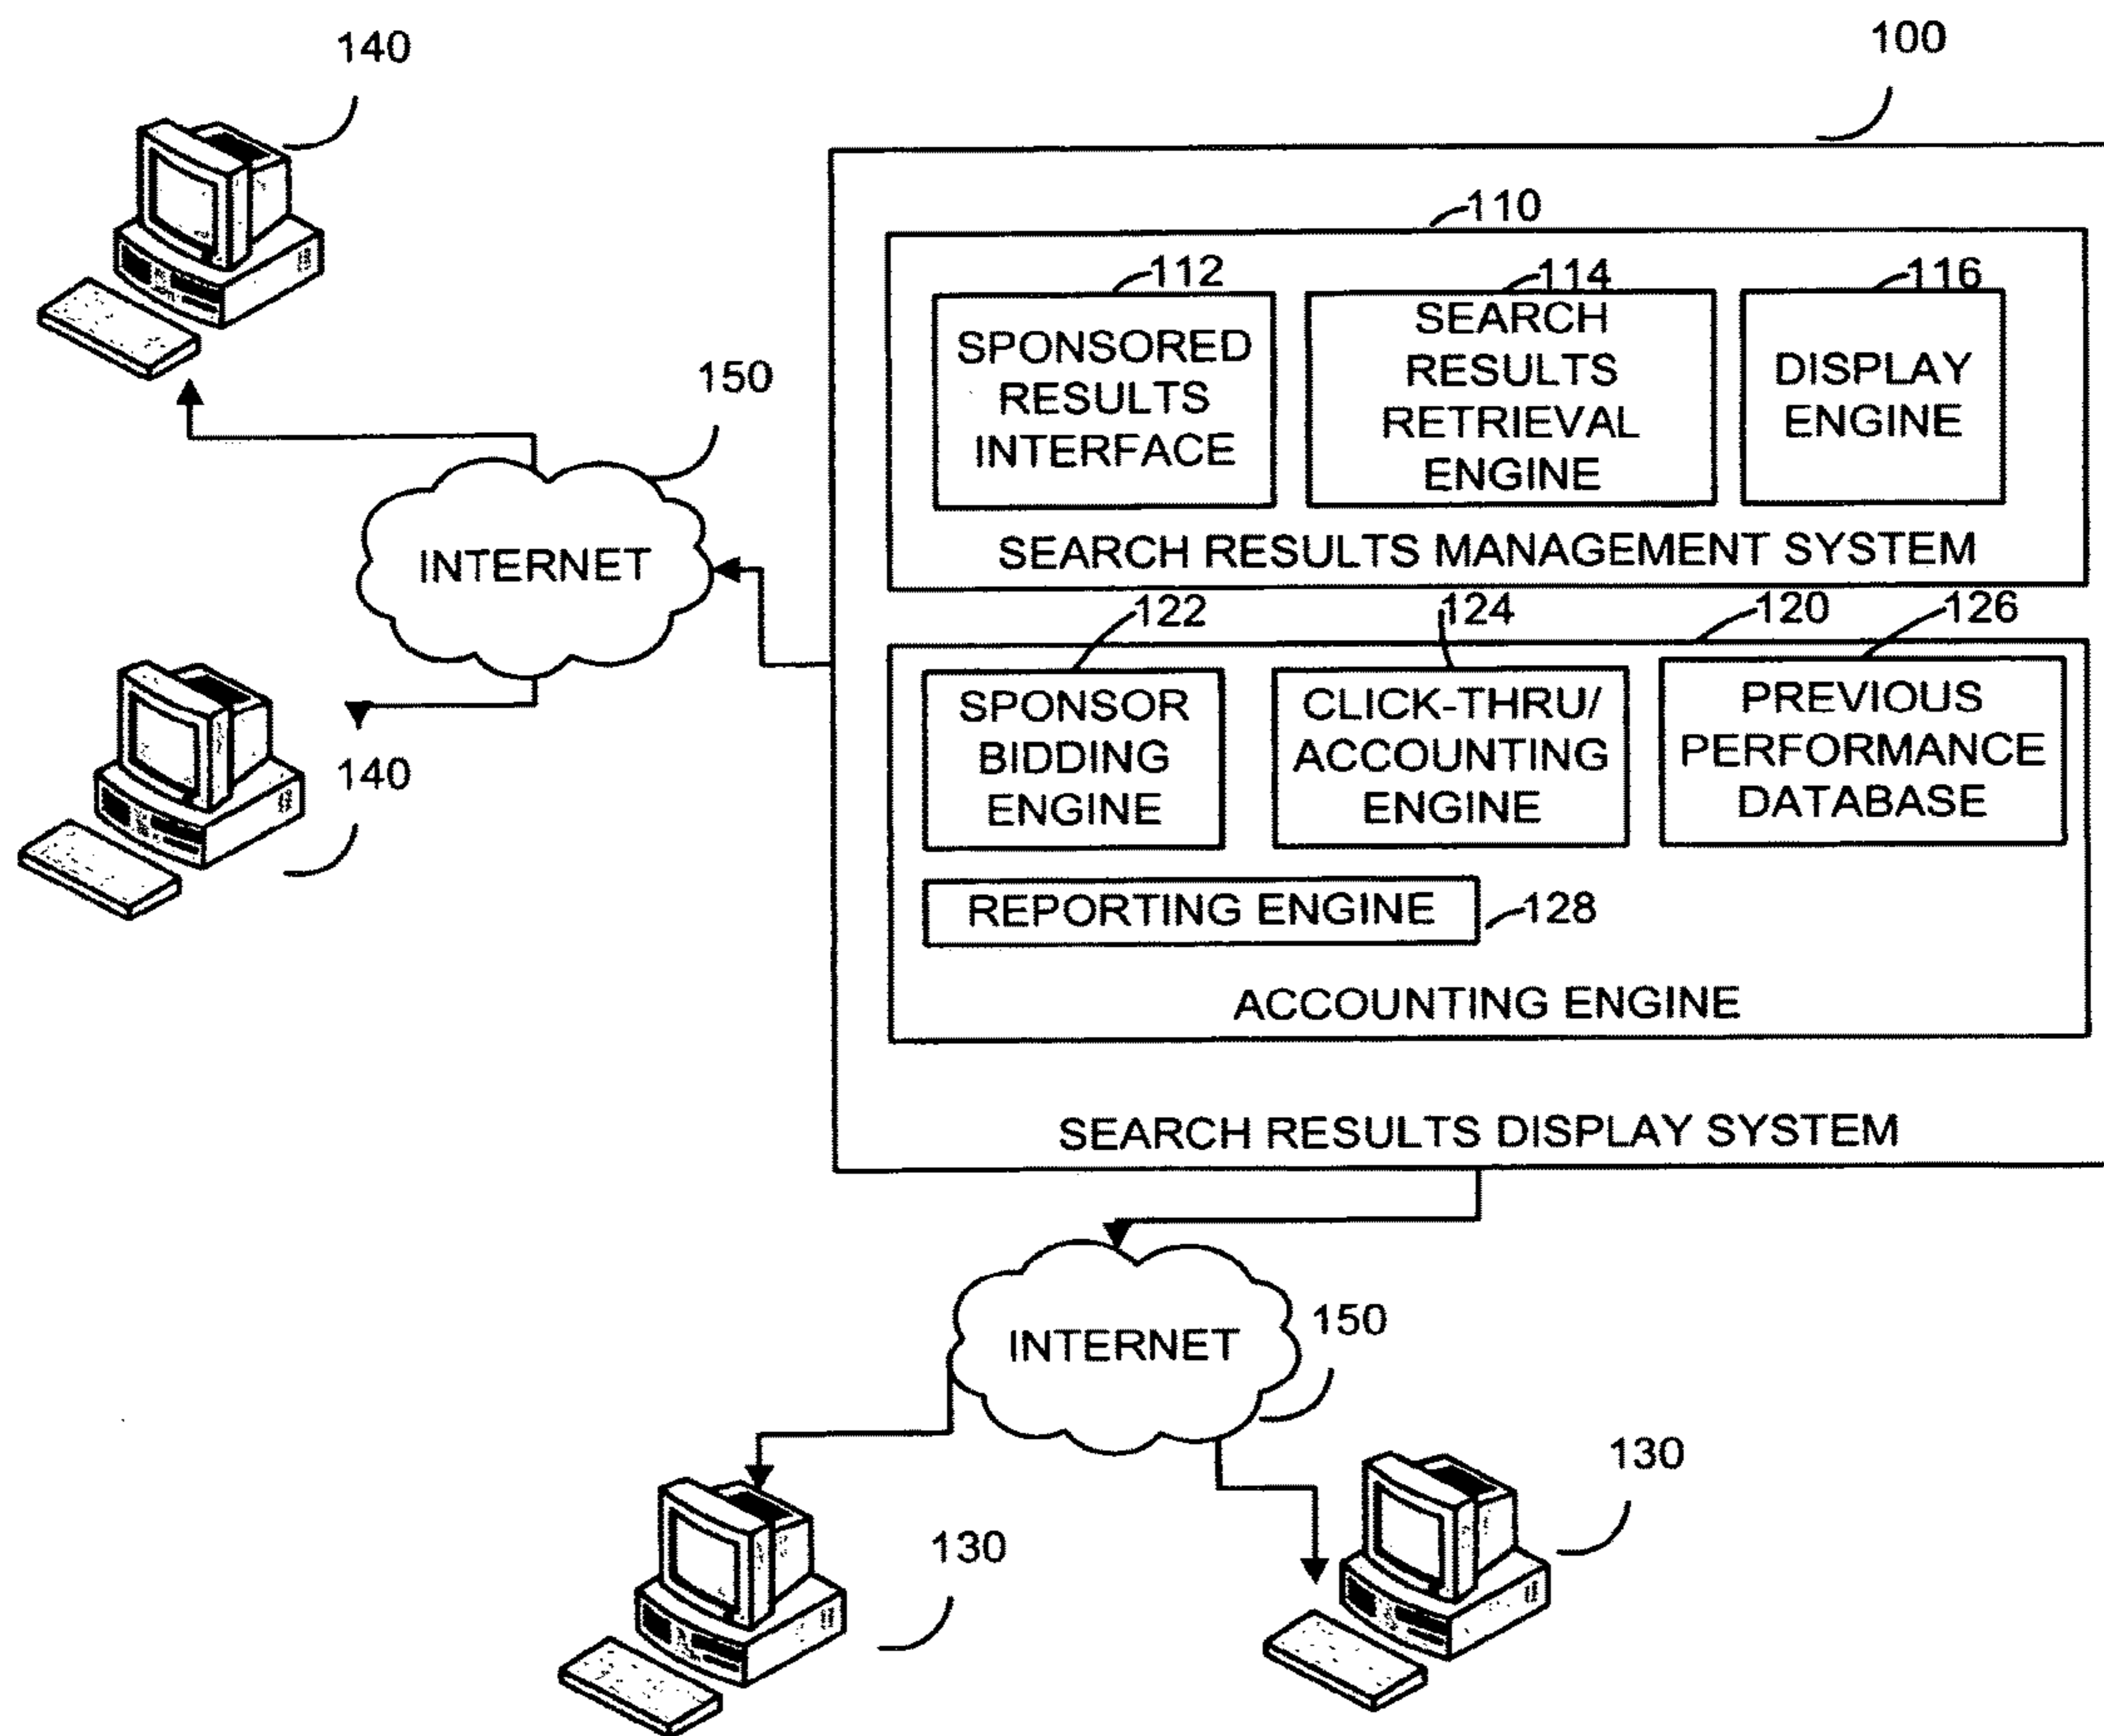 140
100
110
112
114
116
SPONSORED
RESULTS
INTERFACE
SEARCH
RESULTS
RETRIEVAL
ENGINE
DISPLAY
ENGINE
SEARCH RESULTS MANAGEMENT SYSTEM
150
INTERNET
122
124
120
126
SPONSOR
BIDDING
ENGINE
CLICK-THRU/
ACCOUNTING
ENGINE
PREVIOUS
PERFORMANCE
DATABASE
140
REPORTING ENGINE
128
ACCOUNTING ENGINE
SEARCH RESULTS DISPLAY SYSTEM
INTERNET
150
130
130